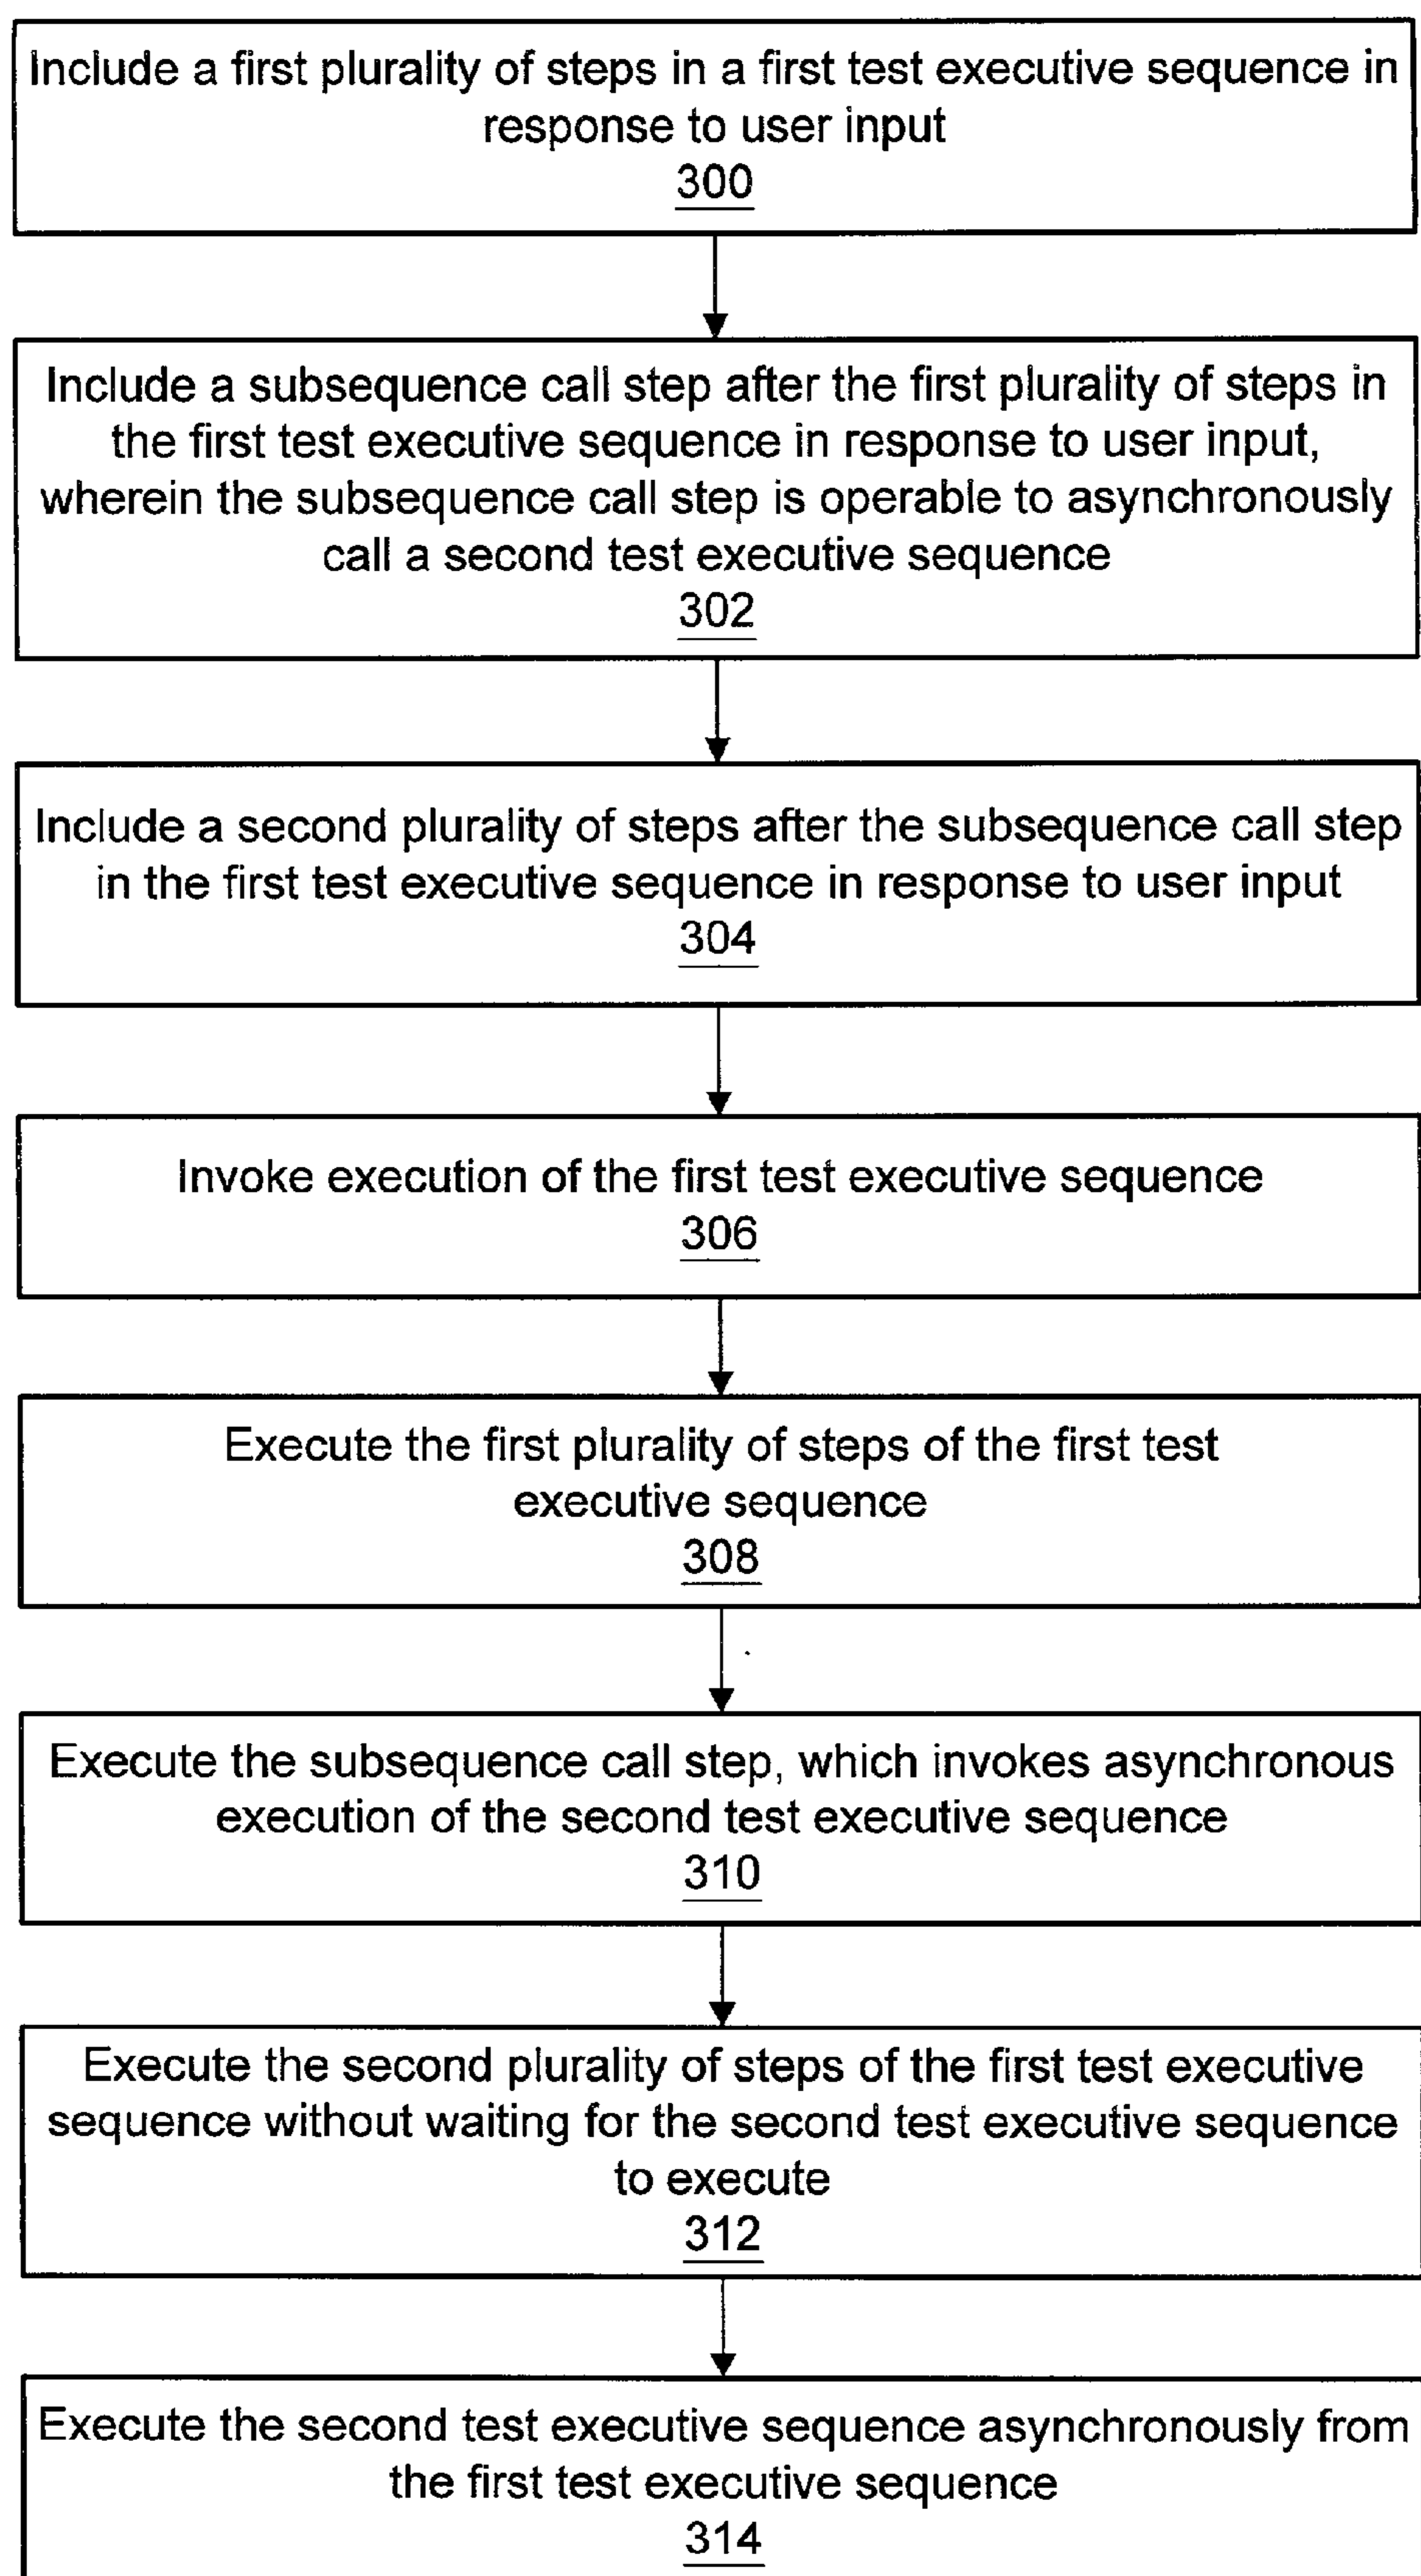 Include a first plurality of steps in a first test executive sequence in
response to user input
300
Include a subsequence call step after the first plurality of steps in
the first test executive sequence in response to user input,
wherein the subsequence call step is operable to asynchronously
call a second test executive sequence
302
Include a second plurality of steps after the subsequence call step
in the first test executive sequence in response to user input
304
Invoke execution of the first test executive sequence
306
Execute the first plurality of steps of the first test
executive sequence
308
Execute the subsequence call step, which invokes asynchronous
execution of the second test executive sequence
310
Execute the second plurality of steps of the first test executive
sequence without waiting for the second test executive sequence
to execute
312
Execute the second test executive sequence asynchronously from
the first test executive sequence
314